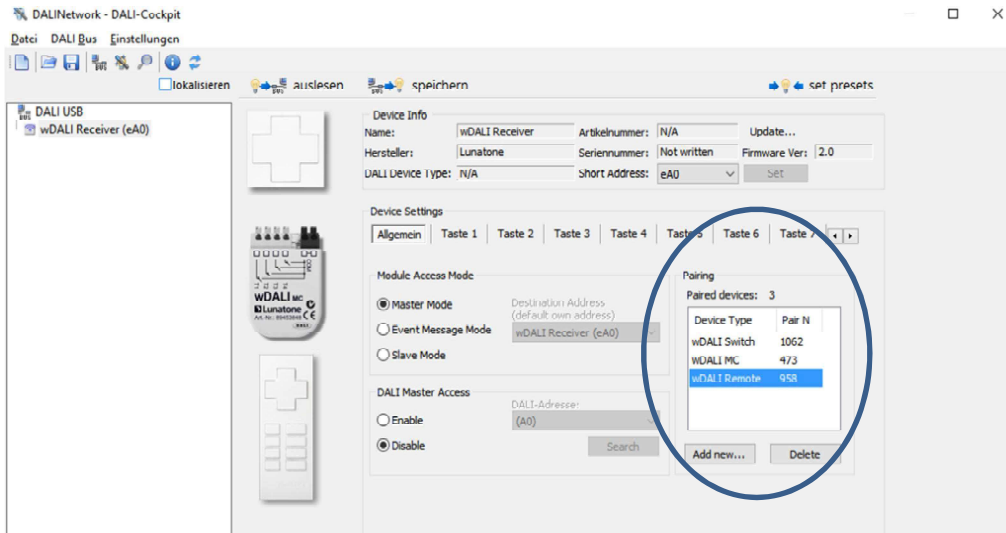 DALINetwork - DALI-Cockpit
Datei DALI Bus Einstellungen
lokalisieren auslesen speichern set presets
DALI USB
wDALI Receiver (eA0)
Device Info
Name: wDALI Receiver Artikelnummer: N/A Update...
Hersteller: Lunatone Seriennummer: Not written Firmware Ver: 2.0
DALI Device Type: N/A Short Address: eA0 Set
Device Settings
Allgemein Taste 1 Taste 2 Taste 3 Taste 4 Taste 5 Taste 6 Taste 7
Module Access Mode
Master Mode
Event Message Mode
Slave Mode
Destination Address
(default own address)
wDALI Receiver (eA0)
DALI Master Access
Enable
Disable
DALI-Adresse:
(A0)
Search
Pairing
Paired devices: 3
Device Type Pair N
wDALI Switch 1062
wDALI MC 473
wDALI Remote 958
Add new... Delete
COM
wDALI MC
Lunatone